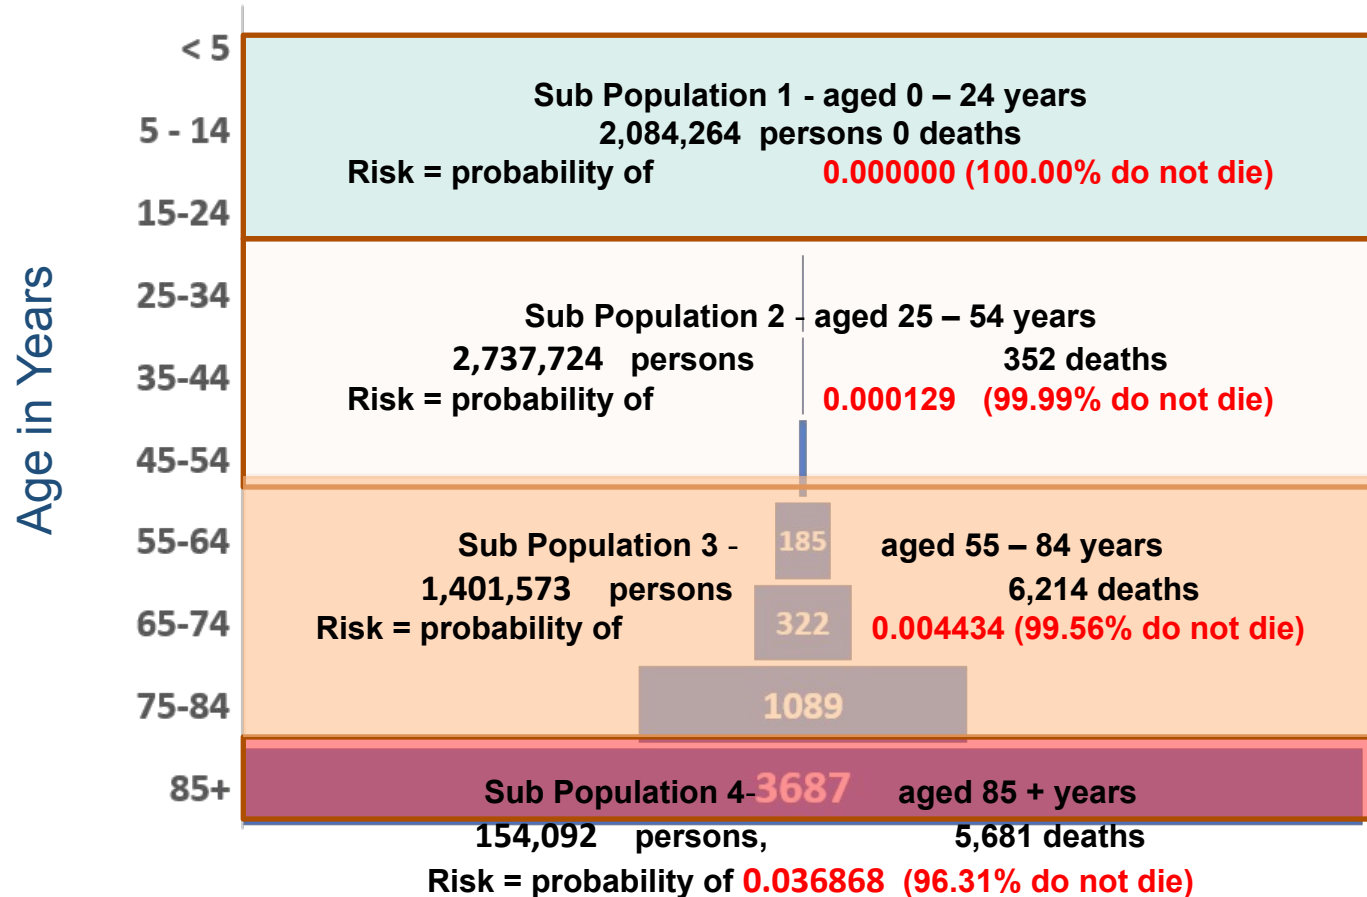 Age in Years
< 5
Sub Population 1 - aged 0 – 24 years
5 - 14
2,084,264 persons 0 deaths
Risk = probability of 0.000000 (100.00% do not die)
15-24
25-34
Sub Population 2 - aged 25 – 54 years
2,737,724 persons 352 deaths
35-44
Risk = probability of 0.000129 (99.99% do not die)
45-54
55-64
Sub Population 3 - 185 aged 55 – 84 years
1,401,573 persons 6,214 deaths
65-74
Risk = probability of 322 0.004434 (99.56% do not die)
75-84
1089
85+
Sub Population 4-3687 aged 85 + years
154,092 persons, 5,681 deaths
Risk = probability of 0.036868 (96.31% do not die)